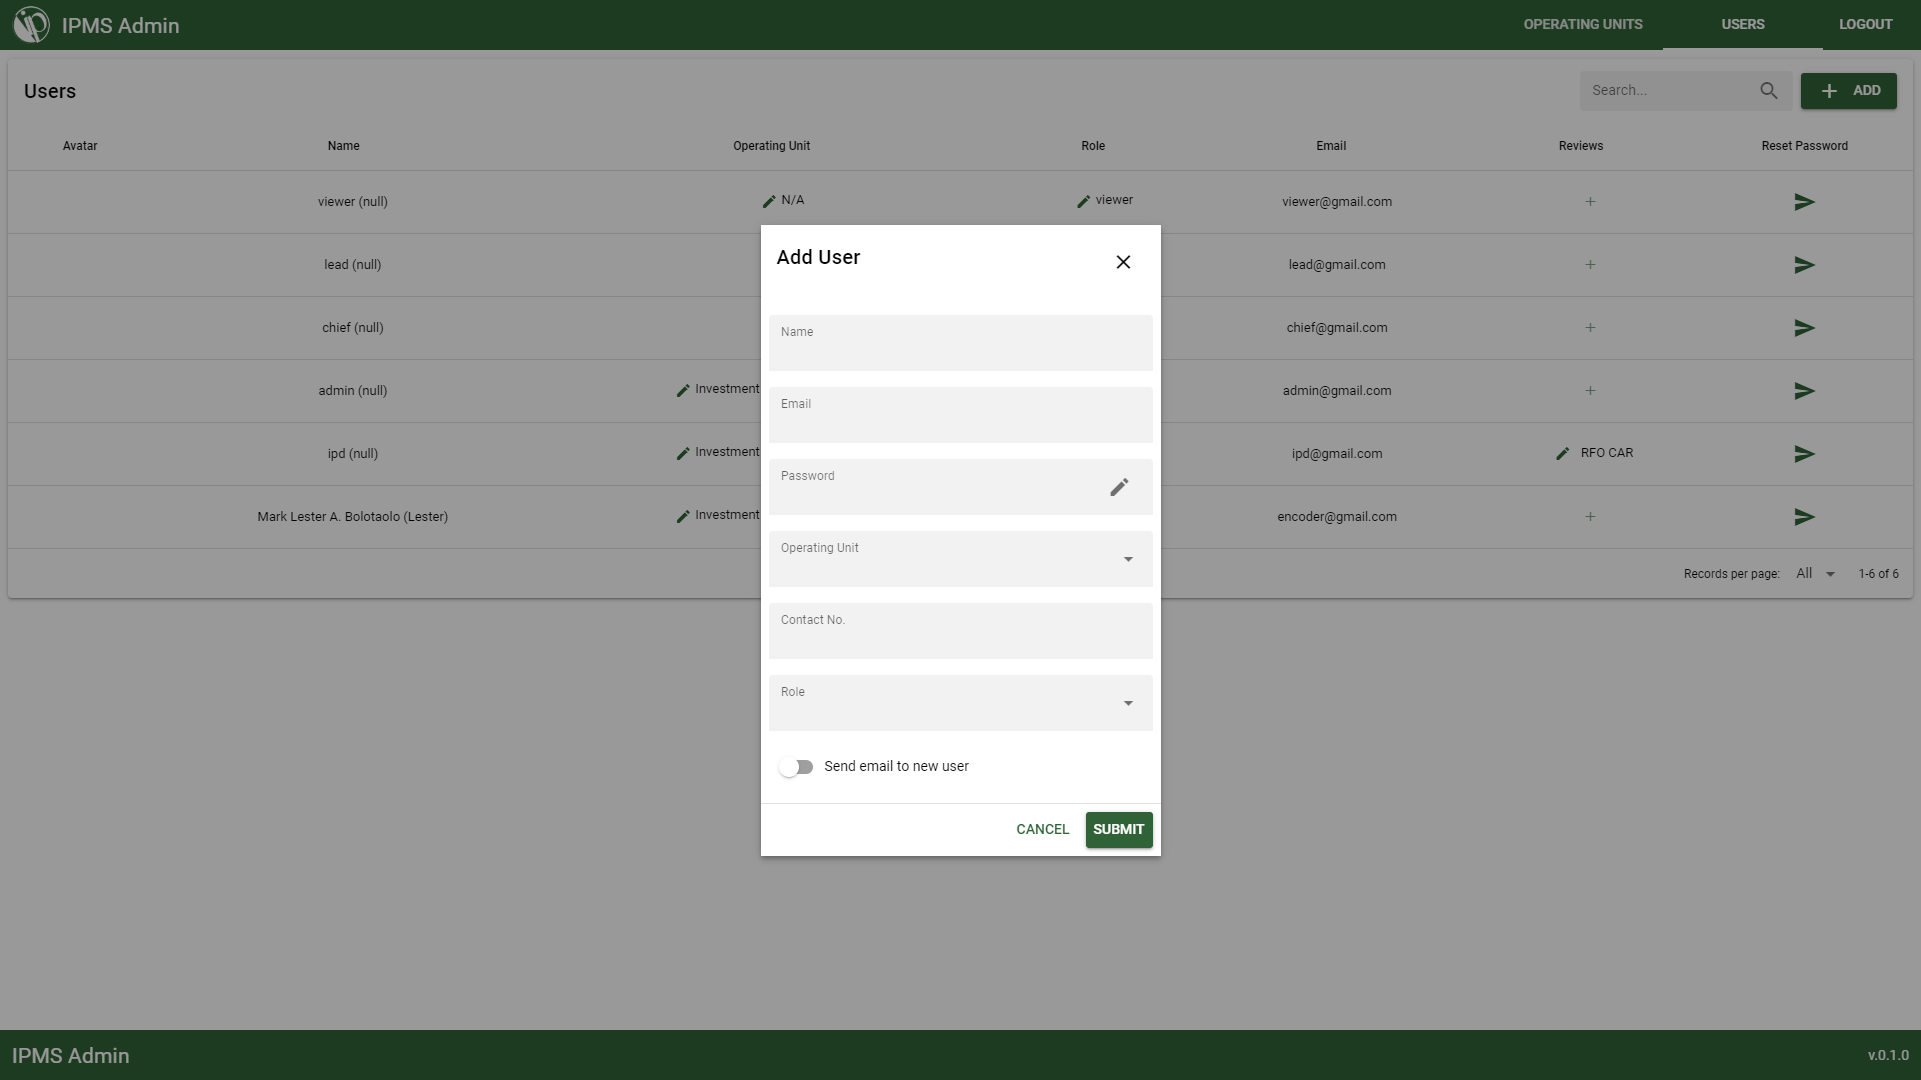 IPMS Admin
OPERATING UNITS
USERS
LOGOUT
Users
Search...
ADD
Avatar
Name
Operating Unit
Role
Email
Reviews
Reset Password
viewer (null)
N/A
viewer
viewer@gmail.com
lead (null)
lead@gmail.com
chief (null)
chief@gmail.com
admin (null)
Investment
admin@gmail.com
ipd (null)
Investment
ipd@gmail.com
RFO CAR
Mark Lester A. Bolotaolo (Lester)
Investment
encoder@gmail.com
Records per page:
All
1-6 of 6
Add User
Name
Email
Password
Operating Unit
Contact No.
Role
Send email to new user
CANCEL
SUBMIT
IPMS Admin
v.0.1.0